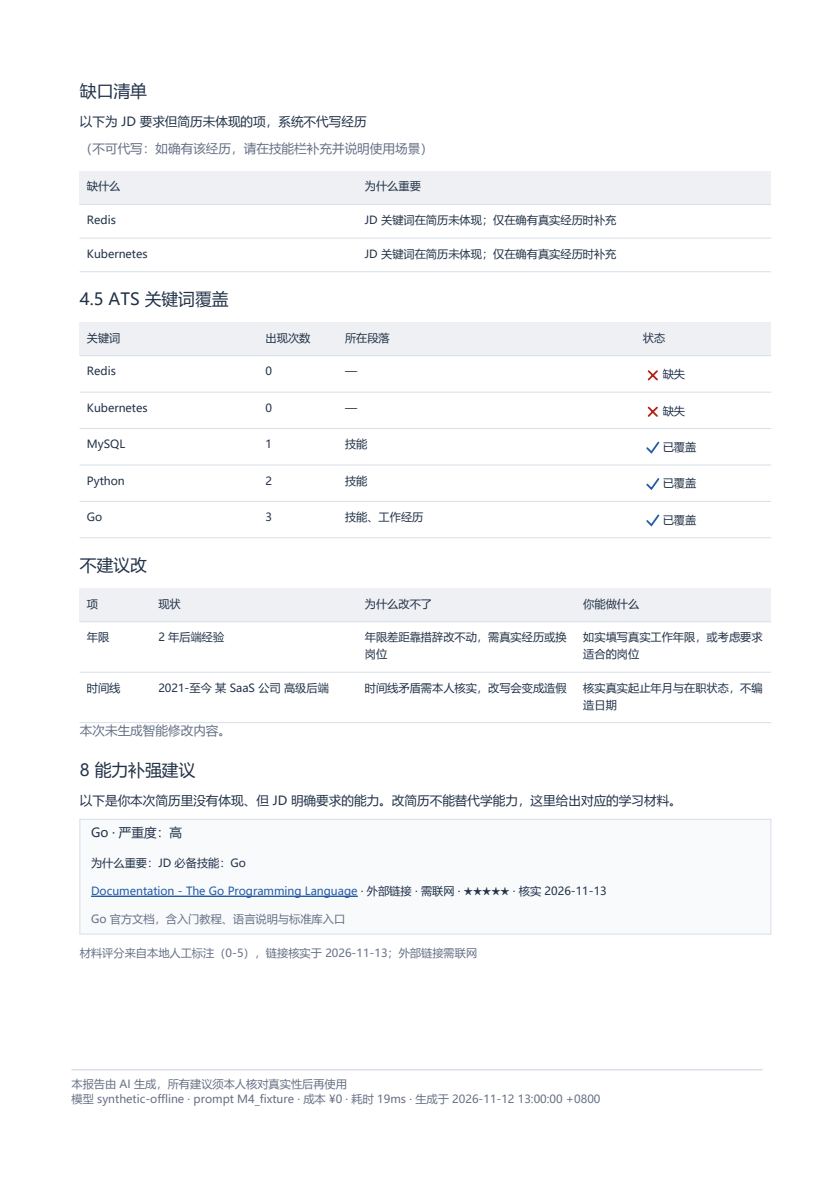 缺口清单
以下为 JD 要求但简历未体现的项，系统不代写经历
（不可代写：如确有该经历，请在技能栏补充并说明使用场景）
缺什么 为什么重要
Redis JD 关键词在简历未体现；仅在确有真实经历时补充
Kubernetes JD 关键词在简历未体现；仅在确有真实经历时补充
4.5 ATS 关键词覆盖
关键词 出现次数 所在段落 状态
Redis 0 — ✕ 缺失
Kubernetes 0 — ✕ 缺失
MySQL 1 技能 ✓ 已覆盖
Python 2 技能 ✓ 已覆盖
Go 3 技能、工作经历 ✓ 已覆盖
不建议改
项 现状 为什么改不了 你能做什么
年限 2 年后端经验 年限差距靠措辞改不动，需真实经历或换 如实填写真实工作年限，或考虑要求
岗位 适合的岗位
时间线 2021-至今 某 SaaS 公司 高级后端 时间线矛盾需本人核实，改写会变成造假 核实真实起止年月与在职状态，不编
造日期
本次未生成智能修改内容。
8 能力补强建议
以下是你本次简历里没有体现、但 JD 明确要求的能力。改简历不能替代学能力，这里给出对应的学习材料。
Go · 严重度：高
为什么重要：JD 必备技能：Go
Documentation - The Go Programming Language · 外部链接 · 需联网 · ★★★★★ · 核实 2026-11-13
Go 官方文档，含入门教程、语言说明与标准库入口
材料评分来自本地人工标注（0-5），链接核实于 2026-11-13；外部链接需联网
本报告由 AI 生成，所有建议须本人核对真实性后再使用
模型 synthetic-offline · prompt M4_fixture · 成本 ¥0 · 耗时 19ms · 生成于 2026-11-12 13:00:00 +0800